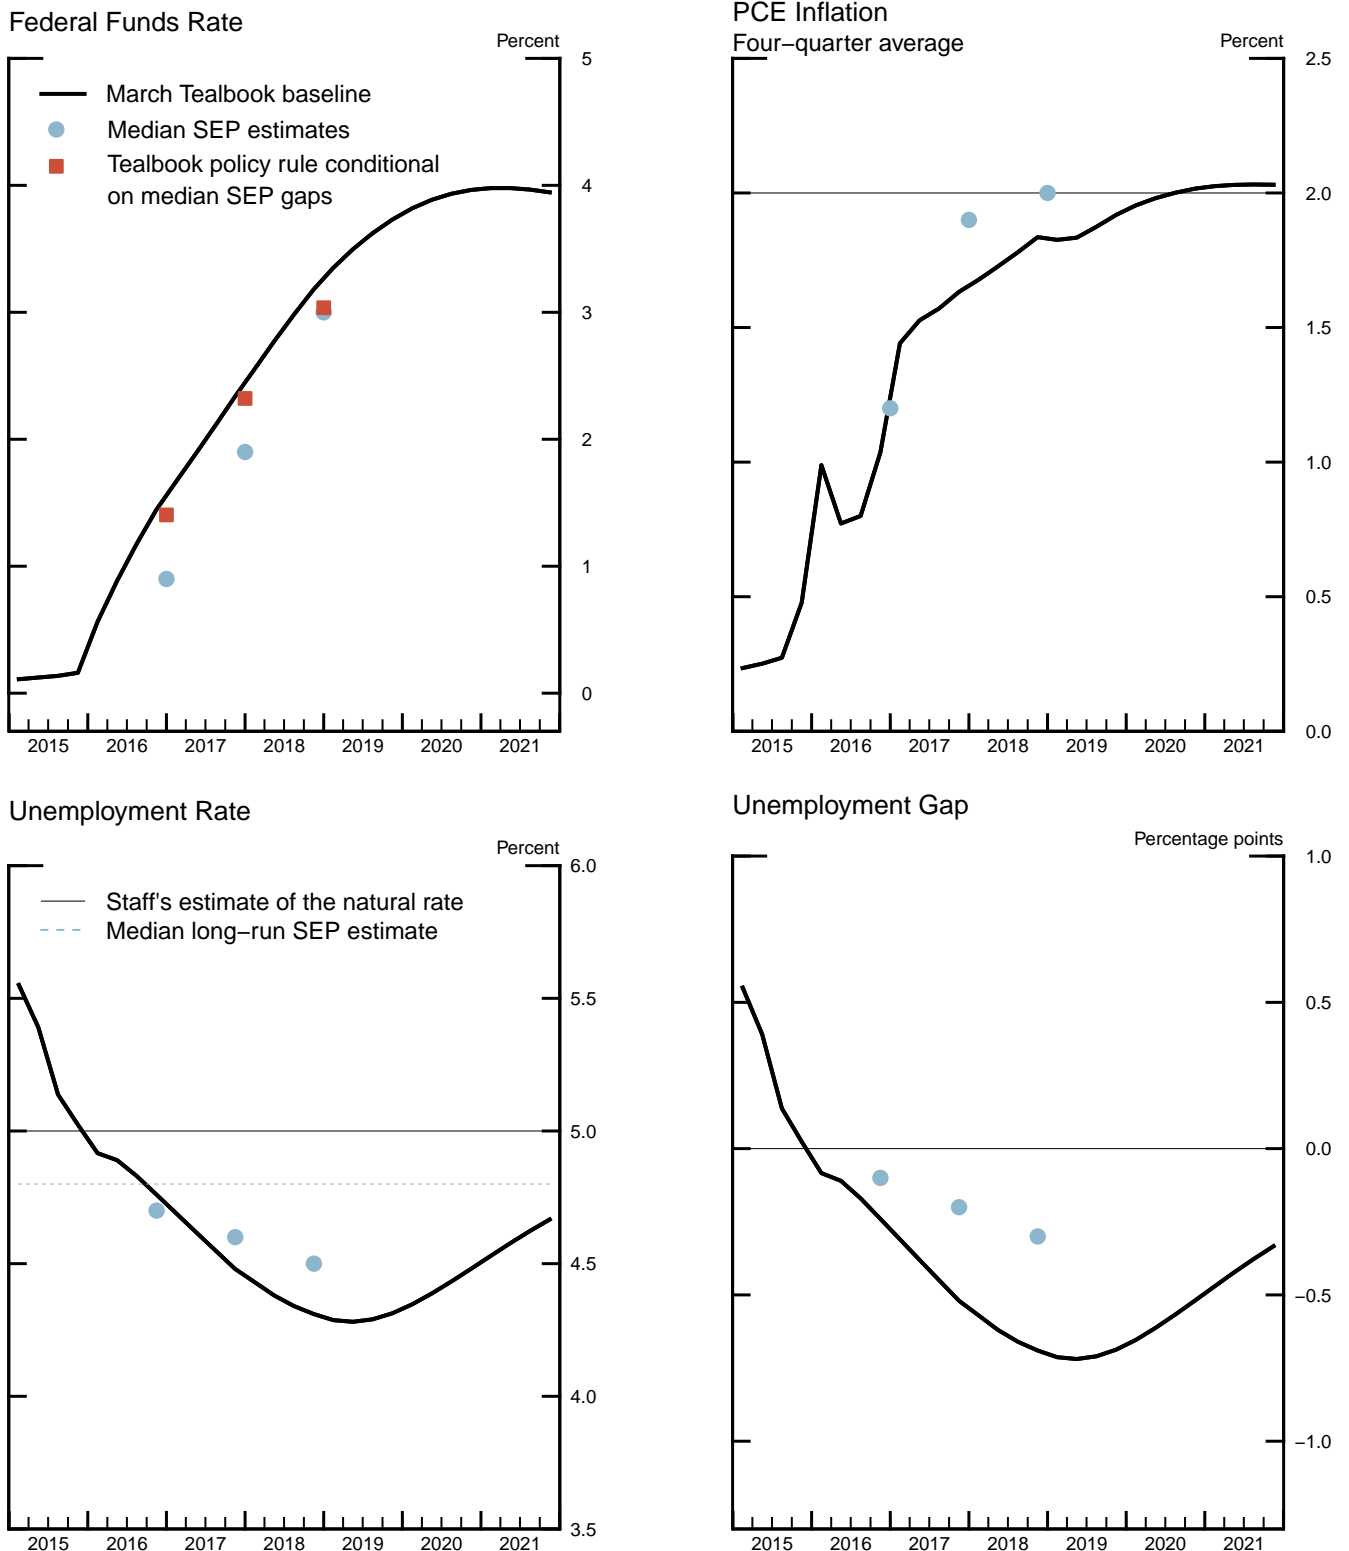 Federal Funds Rate
Percent
5
4
3
2
1
0
March Tealbook baseline
Median SEP estimates
Tealbook policy rule conditional
on median SEP gaps
2015 2016 2017 2018 2019 2020 2021
PCE Inflation
Four−quarter average
Percent
2.5
2.0
1.5
1.0
0.5
0.0
2015 2016 2017 2018 2019 2020 2021
Unemployment Rate
Percent
6.0
5.5
5.0
4.5
4.0
3.5
Staff's estimate of the natural rate
Median long−run SEP estimate
2015 2016 2017 2018 2019 2020 2021
Unemployment Gap
Percentage points
1.0
0.5
0.0
−0.5
−1.0
2015 2016 2017 2018 2019 2020 2021